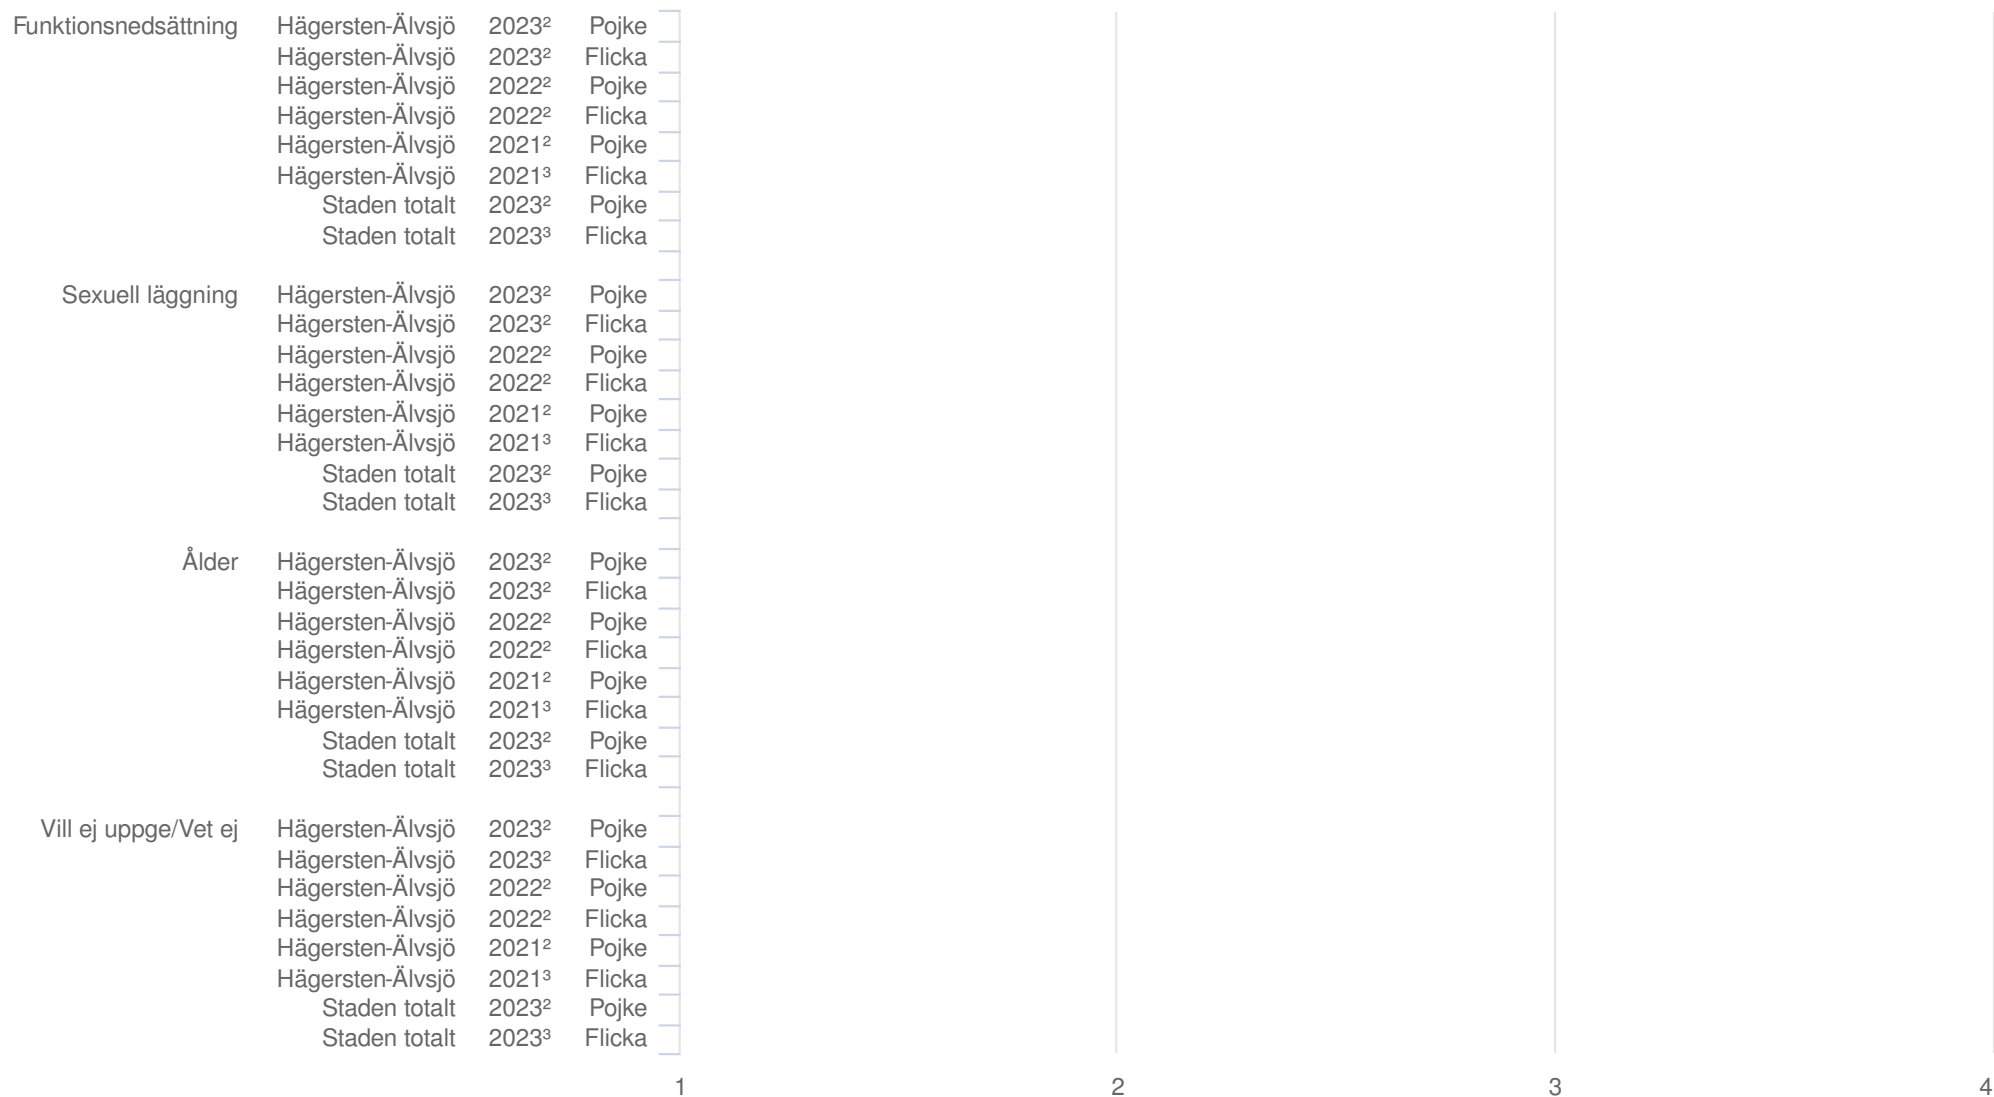 Funktionsnedsättning Hägersten-Älvsjö 2023² Pojke
Hägersten-Älvsjö 2023² Flicka
Hägersten-Älvsjö 2022² Pojke
Hägersten-Älvsjö 2022² Flicka
Hägersten-Älvsjö 2021² Pojke
Hägersten-Älvsjö 2021³ Flicka
Staden totalt 2023² Pojke
Staden totalt 2023³ Flicka
Sexuell läggning Hägersten-Älvsjö 2023² Pojke
Hägersten-Älvsjö 2023² Flicka
Hägersten-Älvsjö 2022² Pojke
Hägersten-Älvsjö 2022² Flicka
Hägersten-Älvsjö 2021² Pojke
Hägersten-Älvsjö 2021³ Flicka
Staden totalt 2023² Pojke
Staden totalt 2023³ Flicka
Ålder Hägersten-Älvsjö 2023² Pojke
Hägersten-Älvsjö 2023² Flicka
Hägersten-Älvsjö 2022² Pojke
Hägersten-Älvsjö 2022² Flicka
Hägersten-Älvsjö 2021² Pojke
Hägersten-Älvsjö 2021³ Flicka
Staden totalt 2023² Pojke
Staden totalt 2023³ Flicka
Vill ej uppge/Vet ej Hägersten-Älvsjö 2023² Pojke
Hägersten-Älvsjö 2023² Flicka
Hägersten-Älvsjö 2022² Pojke
Hägersten-Älvsjö 2022² Flicka
Hägersten-Älvsjö 2021² Pojke
Hägersten-Älvsjö 2021³ Flicka
Staden totalt 2023² Pojke
Staden totalt 2023³ Flicka
1 2 3 4